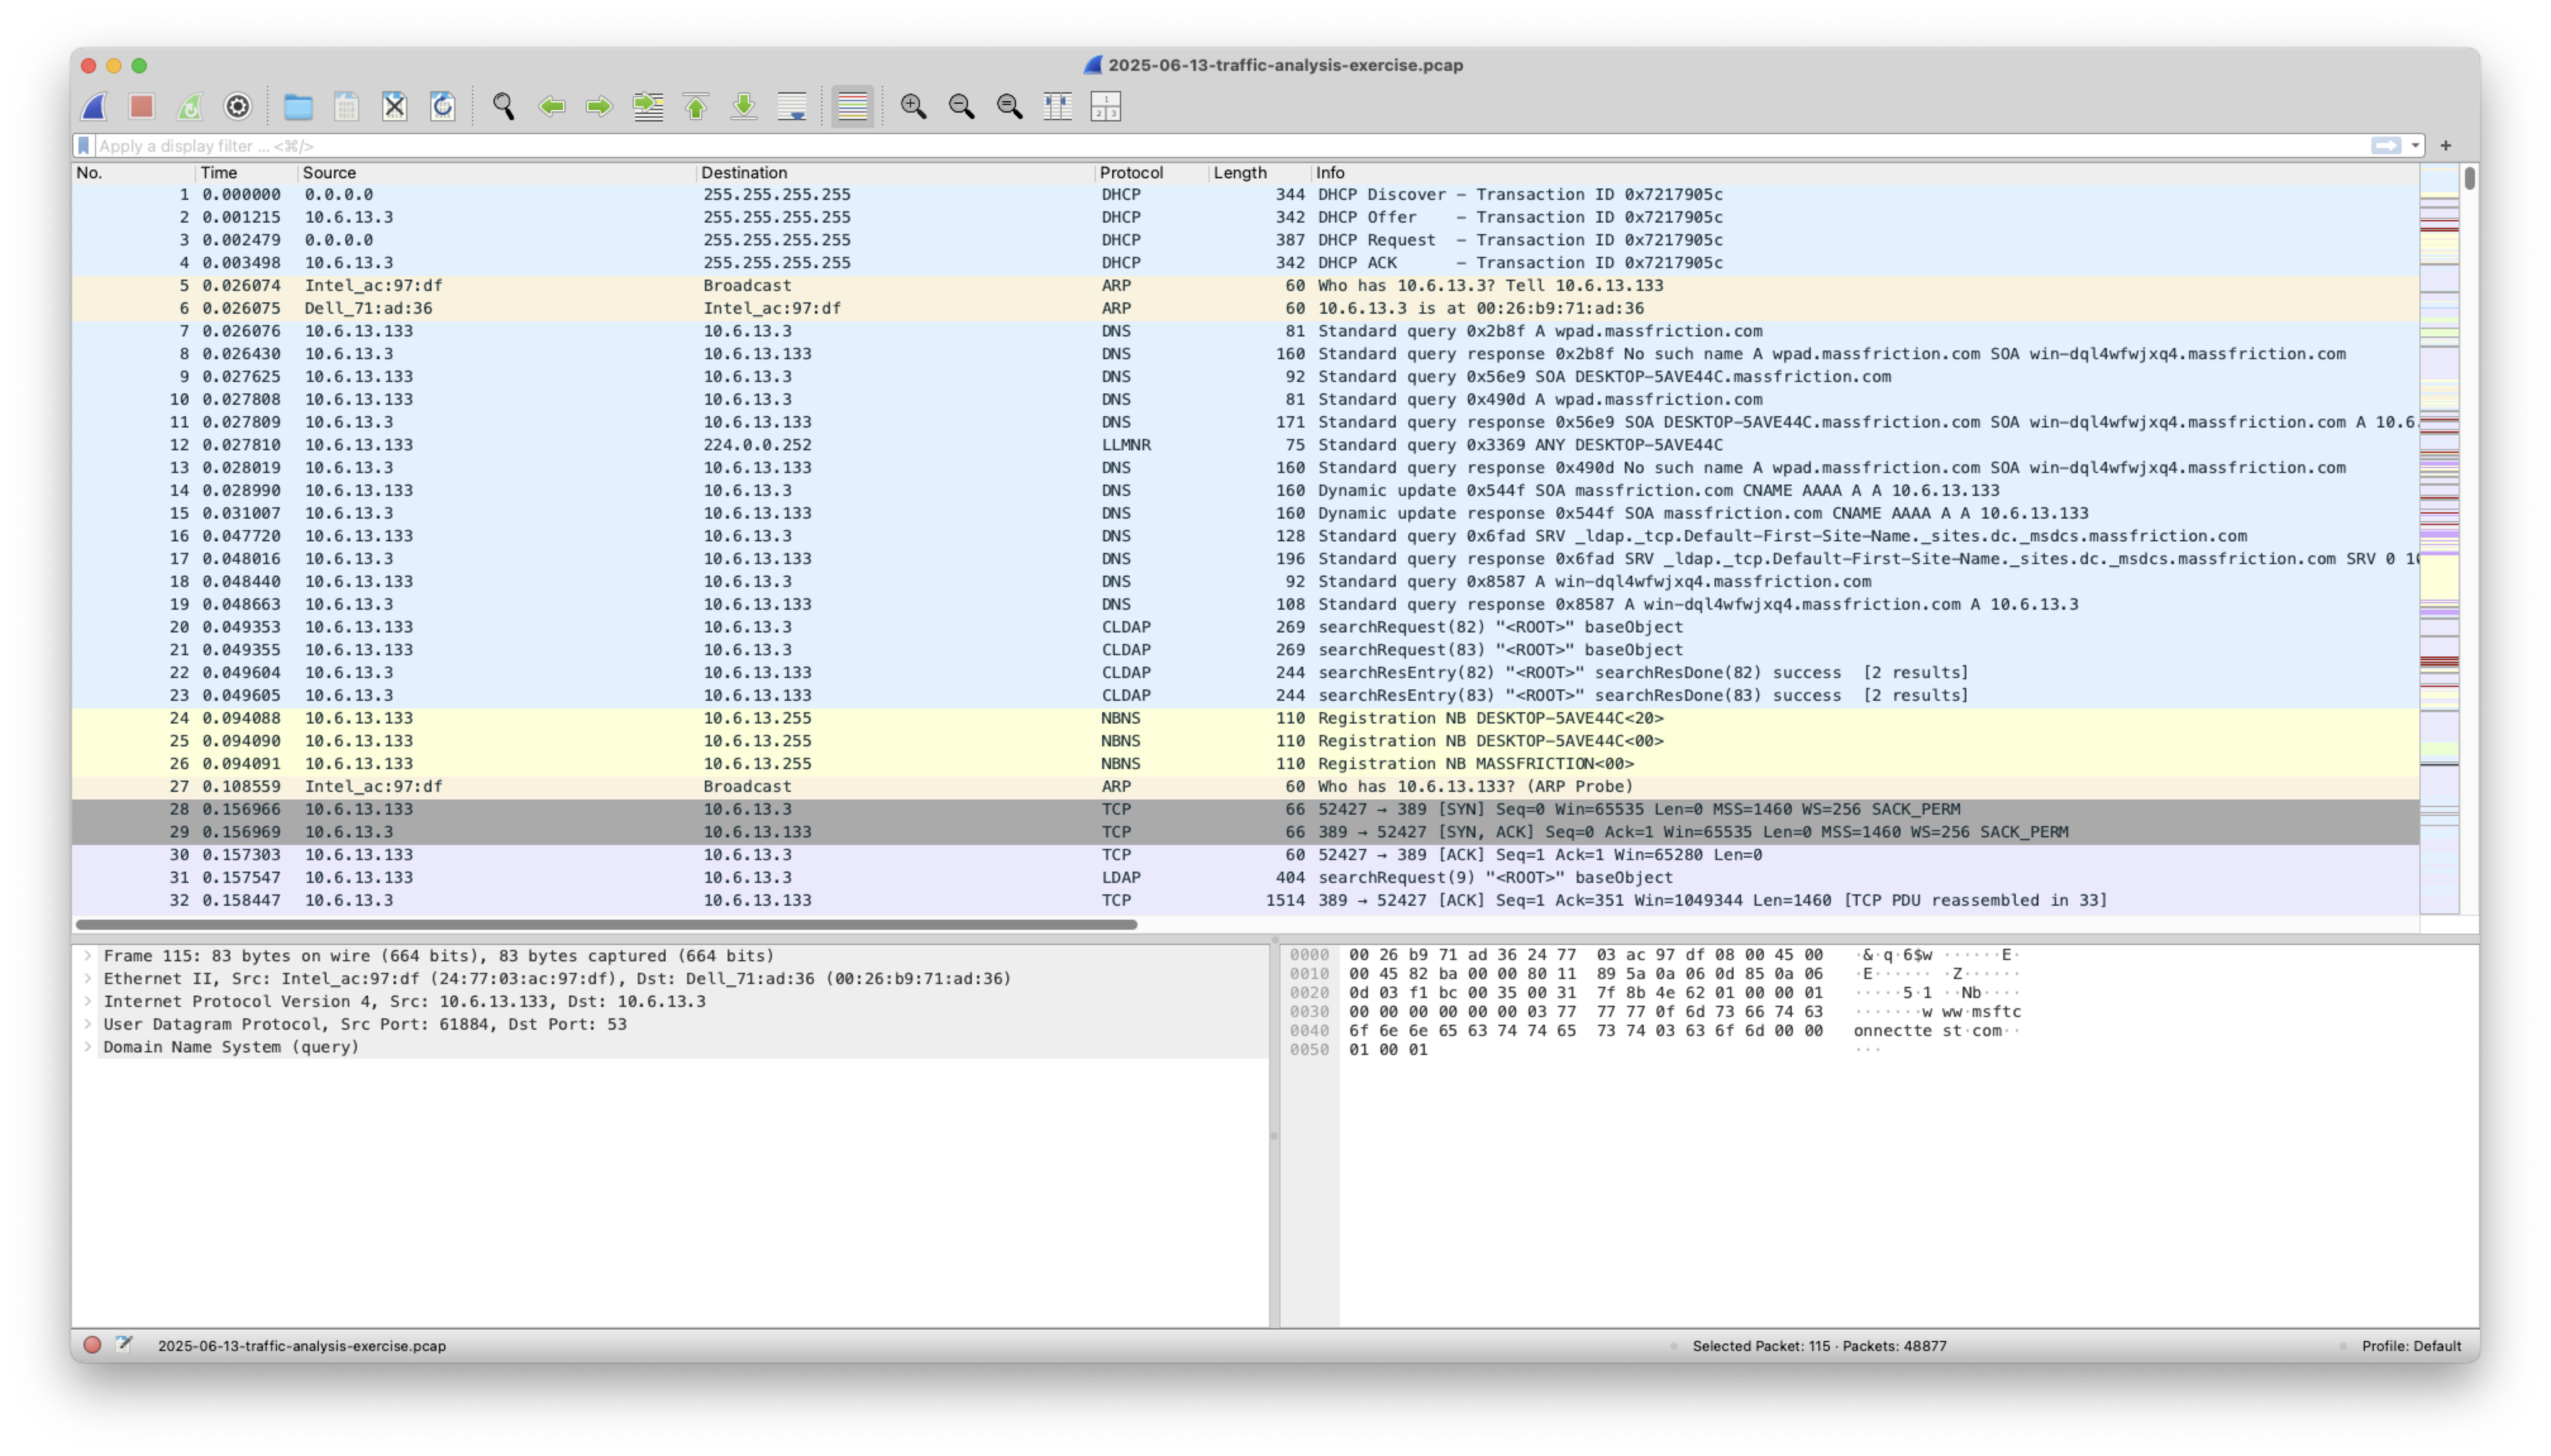 2025-06-13-traffic-analysis-exercise.pcap
Apply a display filter ... <⌘/>
No. Time Source Destination Protocol Length Info
1 0.000000 0.0.0.0 255.255.255.255 DHCP 344 DHCP Discover – Transaction ID 0x7217905c
2 0.001215 10.6.13.3 255.255.255.255 DHCP 342 DHCP Offer – Transaction ID 0x7217905c
3 0.002479 0.0.0.0 255.255.255.255 DHCP 387 DHCP Request – Transaction ID 0x7217905c
4 0.003498 10.6.13.3 255.255.255.255 DHCP 342 DHCP ACK – Transaction ID 0x7217905c
5 0.026074 Intel_ac:97:df Broadcast ARP 60 Who has 10.6.13.3? Tell 10.6.13.133
6 0.026075 Dell_71:ad:36 Intel_ac:97:df ARP 60 10.6.13.3 is at 00:26:b9:71:ad:36
7 0.026076 10.6.13.133 10.6.13.3 DNS 81 Standard query 0x2b8f A wpad.massfriction.com
8 0.026430 10.6.13.3 10.6.13.133 DNS 160 Standard query response 0x2b8f No such name A wpad.massfriction.com SOA win-dql4wfwjxq4.massfriction.com
9 0.027625 10.6.13.133 10.6.13.3 DNS 92 Standard query 0x56e9 SOA DESKTOP-5AVE44C.massfriction.com
10 0.027808 10.6.13.133 10.6.13.3 DNS 81 Standard query 0x490d A wpad.massfriction.com
11 0.027809 10.6.13.3 10.6.13.133 DNS 171 Standard query response 0x56e9 SOA DESKTOP-5AVE44C.massfriction.com SOA win-dql4wfwjxq4.massfriction.com A 10.6.
12 0.027810 10.6.13.133 224.0.0.252 LLMNR 75 Standard query 0x3369 ANY DESKTOP-5AVE44C
13 0.028019 10.6.13.3 10.6.13.133 DNS 160 Standard query response 0x490d No such name A wpad.massfriction.com SOA win-dql4wfwjxq4.massfriction.com
14 0.028990 10.6.13.133 10.6.13.3 DNS 160 Dynamic update 0x544f SOA massfriction.com CNAME AAAA A A 10.6.13.133
15 0.031007 10.6.13.3 10.6.13.133 DNS 160 Dynamic update response 0x544f SOA massfriction.com CNAME AAAA A A 10.6.13.133
16 0.047720 10.6.13.133 10.6.13.3 DNS 128 Standard query 0x6fad SRV _ldap._tcp.Default-First-Site-Name._sites.dc._msdcs.massfriction.com
17 0.048016 10.6.13.3 10.6.13.133 DNS 196 Standard query response 0x6fad SRV _ldap._tcp.Default-First-Site-Name._sites.dc._msdcs.massfriction.com SRV 0 1
18 0.048440 10.6.13.133 10.6.13.3 DNS 92 Standard query 0x8587 A win-dql4wfwjxq4.massfriction.com
19 0.048663 10.6.13.3 10.6.13.133 DNS 108 Standard query response 0x8587 A win-dql4wfwjxq4.massfriction.com A 10.6.13.3
20 0.049353 10.6.13.133 10.6.13.3 CLDAP 269 searchRequest(82) "<ROOT>" baseObject
21 0.049355 10.6.13.133 10.6.13.3 CLDAP 269 searchRequest(83) "<ROOT>" baseObject
22 0.049604 10.6.13.3 10.6.13.133 CLDAP 244 searchResEntry(82) "<ROOT>" searchResDone(82) success [2 results]
23 0.049605 10.6.13.3 10.6.13.133 CLDAP 244 searchResEntry(83) "<ROOT>" searchResDone(83) success [2 results]
24 0.094088 10.6.13.133 10.6.13.255 NBNS 110 Registration NB DESKTOP-5AVE44C<20>
25 0.094090 10.6.13.133 10.6.13.255 NBNS 110 Registration NB DESKTOP-5AVE44C<00>
26 0.094091 10.6.13.133 10.6.13.255 NBNS 110 Registration NB MASSFRICTION<00>
27 0.108559 Intel_ac:97:df Broadcast ARP 60 Who has 10.6.13.133? (ARP Probe)
28 0.156966 10.6.13.133 10.6.13.3 TCP 66 52427 → 389 [SYN] Seq=0 Win=65535 Len=0 MSS=1460 WS=256 SACK_PERM
29 0.156969 10.6.13.3 10.6.13.133 TCP 66 389 → 52427 [SYN, ACK] Seq=0 Ack=1 Win=65535 Len=0 MSS=1460 WS=256 SACK_PERM
30 0.157303 10.6.13.133 10.6.13.3 TCP 60 52427 → 389 [ACK] Seq=1 Ack=1 Win=65280 Len=0
31 0.157547 10.6.13.133 10.6.13.3 LDAP 404 searchRequest(9) "<ROOT>" baseObject
32 0.158447 10.6.13.3 10.6.13.133 TCP 1514 389 → 52427 [ACK] Seq=1 Ack=351 Win=1049344 Len=1460 [TCP PDU reassembled in 33]
Frame 115: 83 bytes on wire (664 bits), 83 bytes captured (664 bits)
Ethernet II, Src: Intel_ac:97:df (24:77:03:ac:97:df), Dst: Dell_71:ad:36 (00:26:b9:71:ad:36)
Internet Protocol Version 4, Src: 10.6.13.133, Dst: 10.6.13.3
User Datagram Protocol, Src Port: 61884, Dst Port: 53
Domain Name System (query)
0000 00 26 b9 71 ad 36 24 77 03 ac 97 df 08 00 45 00 ·&·q·6$w ······E·
0010 00 45 82 ba 00 00 80 11 89 5a 0a 06 0d 85 0a 06 ·E······ ·Z······
0020 0d 03 f1 bc 00 35 00 31 7f 8b 4e 62 01 00 00 01 ·····5·1 ··Nb····
0030 00 00 00 00 00 00 03 77 77 77 0f 6d 73 66 74 63 ·······w ww·msftc
0040 6f 6e 6e 65 63 74 74 65 73 74 03 63 6f 6d 00 00 onnectte st·com··
0050 01 00 01 ···
2025-06-13-traffic-analysis-exercise.pcap
Selected Packet: 115 · Packets: 48877
Profile: Default